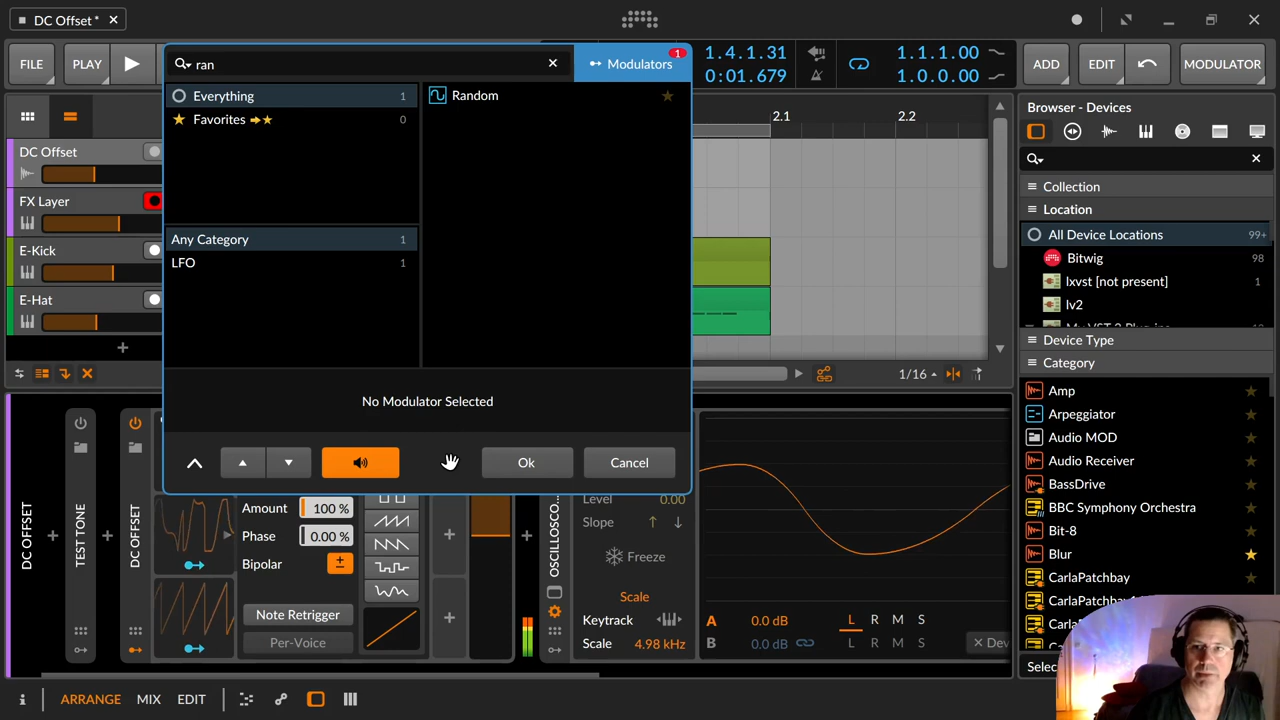 DC Offset *
FILE
PLAY
ran
Modulators
1
1.4.1.31
0:01.679
1.1.1.00
1.0.0.00
ADD
EDIT
MODULATOR
Everything 1
Favorites 0
Random
Any Category 1
LFO 1
No Modulator Selected
Ok
Cancel
2.1
2.2
DC Offset
FX Layer
E-Kick
E-Hat
1/16
Browser - Devices
Collection
Location
All Device Locations 99+
Bitwig 98
lxvst [not present] 1
lv2
My VST 3 Plug-ins
Device Type
Category
Amp
Arpeggiator
Audio MOD
Audio Receiver
BassDrive
BBC Symphony Orchestra
Bit-8
Blur
CarlaPatchbay
DC OFFSET
TEST TONE
DC OFFSET
Amount 100 %
Phase 0.00 %
Bipolar ±
Note Retrigger
Per-Voice
Level 0.00
Slope
Freeze
Scale
Keytrack
Scale 4.98 kHz
A 0.0 dB L R M S
B 0.0 dB L R M S
ARRANGE
MIX
EDIT